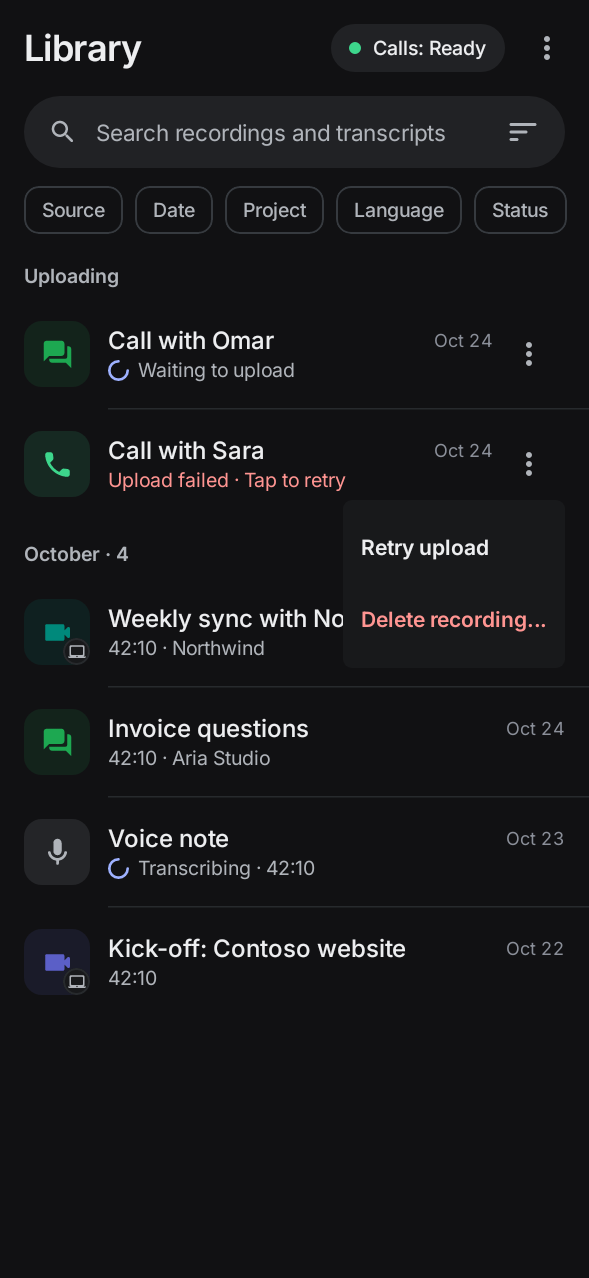 Library
Calls: Ready
Search recordings and transcripts
Source
Date
Project
Language
Status
Uploading
Call with Omar
Oct 24
Waiting to upload
Call with Sara
Oct 24
Upload failed · Tap to retry
Retry upload
Delete recording...
October · 4
Weekly sync with No
42:10 · Northwind
Invoice questions
Oct 24
42:10 · Aria Studio
Voice note
Oct 23
Transcribing · 42:10
Kick-off: Contoso website
Oct 22
42:10